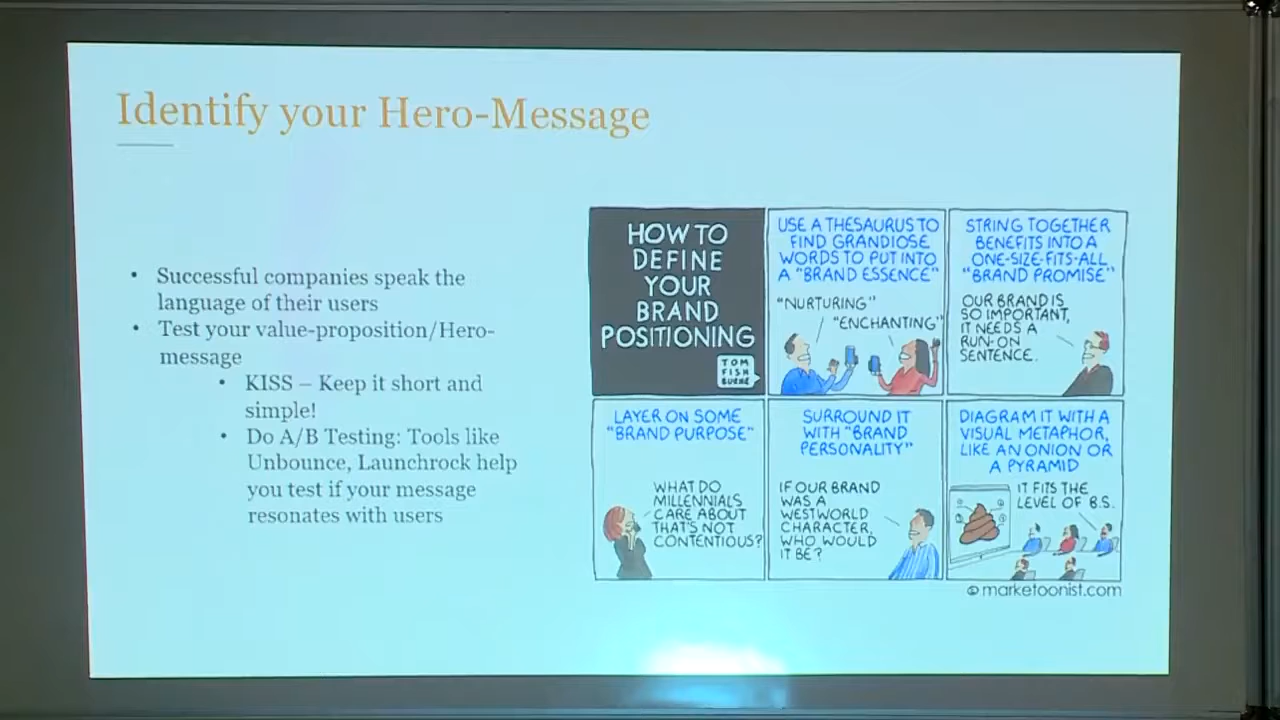 Identify your Hero-Message
• Successful companies speak the
language of their users
• Test your value-proposition/Hero-
message
• KISS – Keep it short and
simple!
• Do A/B Testing: Tools like
Unbounce, Launchrock help
you test if your message
resonates with users
HOW TO
DEFINE
YOUR
BRAND
POSITIONING
TOM
FISH
BURNE
USE A THESAURUS TO
FIND GRANDIOSE
WORDS TO PUT INTO
A "BRAND ESSENCE"
"NURTURING"
"ENCHANTING"
STRING TOGETHER
BENEFITS INTO A
ONE-SIZE-FITS-ALL
"BRAND PROMISE"
OUR BRAND IS
SO IMPORTANT,
IT NEEDS A
RUN-ON
SENTENCE.
LAYER ON SOME
"BRAND PURPOSE"
WHAT DO
MILLENNIALS
CARE ABOUT
THAT'S NOT
CONTENTIOUS?
SURROUND IT
WITH "BRAND
PERSONALITY"
IF OUR BRAND
WAS A
WESTWORLD
CHARACTER,
WHO WOULD
IT BE?
DIAGRAM IT WITH A
VISUAL METAPHOR,
LIKE AN ONION OR
A PYRAMID
IT FITS THE
LEVEL OF B.S.
© marketoonist.com